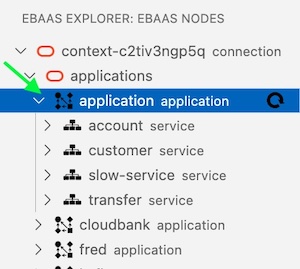 EBAAS EXPLORER: EBAAS NODES
context-c2tiv3ngp5q connection
applications
application application
account service
customer service
slow-service service
transfer service
cloudbank application
fred application